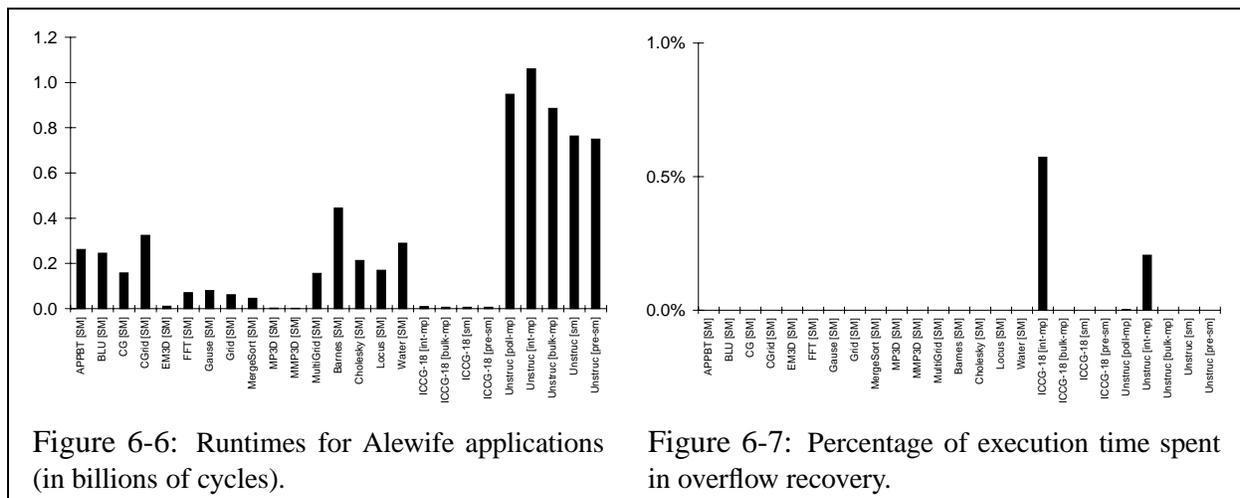 1.2
1.0
0.8
0.6
0.4
0.2
0.0
APPBT [SM]
BLU [SM]
CG [SM]
CGrid [SM]
EM3D [SM]
FFT [SM]
Gause [SM]
Grid [SM]
MergeSort [SM]
MP3D [SM]
MMP3D [SM]
MultiGrid [SM]
Barnes [SM]
Cholesky [SM]
Locus [SM]
Water [SM]
ICCG-18 [int-mp]
ICCG-18 [bulk-mp]
ICCG-18 [sm]
ICCG-18 [pre-sm]
Unstruc [poll-mp]
Unstruc [int-mp]
Unstruc [bulk-mp]
Unstruc [sm]
Unstruc [pre-sm]
Figure 6-6: Runtimes for Alewife applications
(in billions of cycles).
1.0%
0.5%
0.0%
APPBT [SM]
BLU [SM]
CG [SM]
CGrid [SM]
EM3D [SM]
FFT [SM]
Gause [SM]
Grid [SM]
MergeSort [SM]
MP3D [SM]
MMP3D [SM]
MultiGrid [SM]
Barnes [SM]
Cholesky [SM]
Locus [SM]
Water [SM]
ICCG-18 [int-mp]
ICCG-18 [bulk-mp]
ICCG-18 [SM]
ICCG-18 [pre-sm]
Unstruc [poll-mp]
Unstruc [int-mp]
Unstruc [bulk-mp]
Unstruc [sm]
Unstruc [pre-sm]
Figure 6-7: Percentage of execution time spent
in overflow recovery.